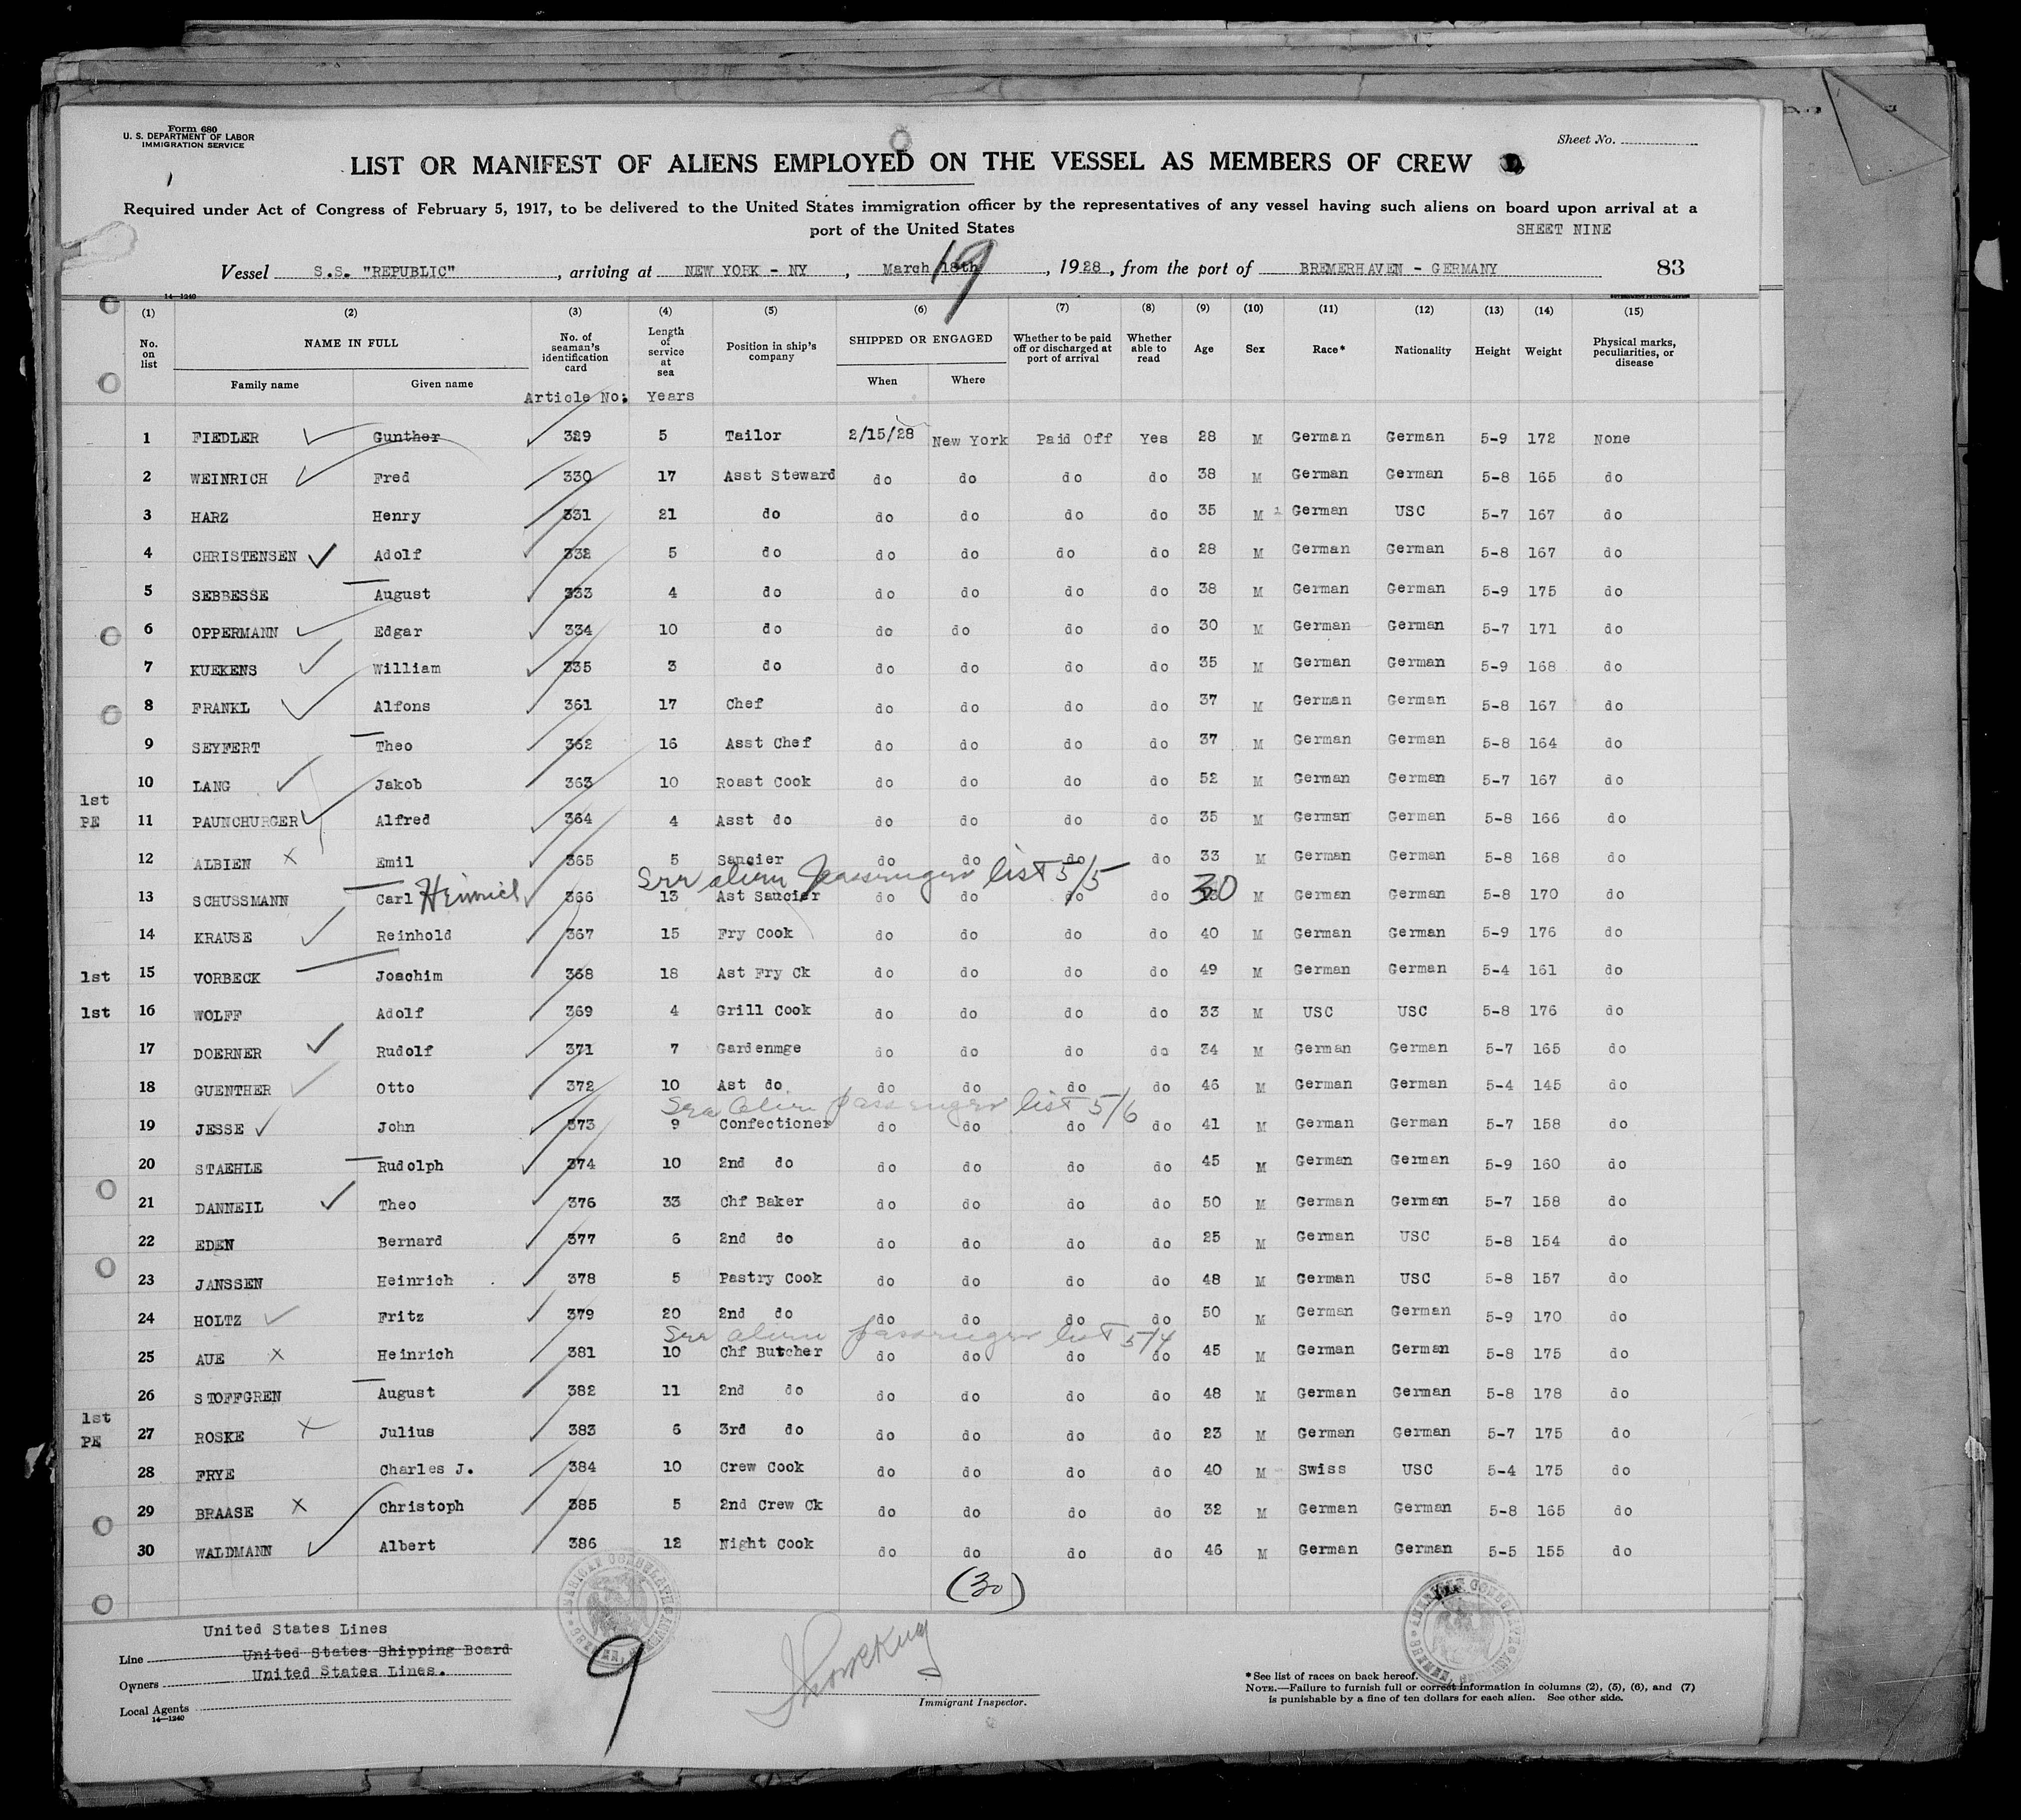 Form 680
U. S. DEPARTMENT OF LABOR
IMMIGRATION SERVICE
Sheet No.
LIST OR MANIFEST OF ALIENS EMPLOYED ON THE VESSEL AS MEMBERS OF CREW
Required under Act of Congress of February 5, 1917, to be delivered to the United States immigration officer by the representatives of any vessel having such aliens on board upon arrival at a
port of the United States
SHEET NINE
Vessel S.S. "REPUBLIC", arriving at NEW YORK - NY, March 18th 19, 1928, from the port of BREMERHAVEN - GERMANY 83
14-1240
(1) (2) (3) (4) (5) (6) (7) (8) (9) (10) (11) (12) (13) (14) (15)
No. on list NAME IN FULL Family name Given name No. of seaman's identification card Length of service at sea Position in ship's company SHIPPED OR ENGAGED When Where Whether to be paid off or discharged at port of arrival Whether able to read Age Sex Race* Nationality Height Weight Physical marks, peculiarities, or disease
Article No: Years
1 FIEDLER Gunther 329 5 Tailor 2/15/28 New York Paid Off Yes 28 M German German 5-9 172 None
2 WEINRICH Fred 330 17 Asst Steward do do do do 38 M German German 5-8 165 do
3 HARZ Henry 331 21 do do do do do 35 M German USC 5-7 167 do
4 CHRISTENSEN Adolf 332 5 do do do do do 28 M German German 5-8 167 do
5 SEBBESSE August 333 4 do do do do do 38 M German German 5-9 175 do
6 OPPERMANN Edgar 334 10 do do do do do 30 M German German 5-7 171 do
7 KUEKENS William 335 3 do do do do do 35 M German German 5-9 168 do
8 FRANKL Alfons 361 17 Chef do do do do 37 M German German 5-8 167 do
9 SEYFERT Theo 362 16 Asst Chef do do do do 37 M German German 5-8 164 do
10 LANG Jakob 363 10 Roast Cook do do do do 52 M German German 5-7 167 do
1st
PE 11 PAUNCHURGER Alfred 364 4 Asst do do do do do 35 M German German 5-8 166 do
12 ALBIEN Emil 365 5 Saucier do do do do 33 M German German 5-8 168 do
See alien passenger list 5/5
13 SCHUSSMANN Carl Heinrich 366 13 Ast Saucier do do do do 30 M German German 5-8 170 do
14 KRAUSE Reinhold 367 15 Fry Cook do do do do 40 M German German 5-9 176 do
1st 15 VORBECK Joachim 368 18 Ast Fry Ck do do do do 49 M German German 5-4 161 do
1st 16 WOLFF Adolf 369 4 Grill Cook do do do do 33 M USC USC 5-8 176 do
17 DOERNER Rudolf 371 7 Gardenmge do do do do 34 M German German 5-7 165 do
18 GUENTHER Otto 372 10 Ast do do do do do 46 M German German 5-4 145 do
See alien passenger list 5/6
19 JESSE John 373 9 Confectioner do do do do 41 M German German 5-7 158 do
20 STAEHLE Rudolph 374 10 2nd do do do do do 45 M German German 5-9 160 do
21 DANNEIL Theo 376 33 Chf Baker do do do do 50 M German German 5-7 158 do
22 EDEN Bernard 377 6 2nd do do do do do 25 M German USC 5-8 154 do
23 JANSSEN Heinrich 378 5 Pastry Cook do do do do 48 M German USC 5-8 157 do
24 HOLTZ Fritz 379 20 2nd do do do do do 50 M German German 5-9 170 do
See alien passenger list 5/4
25 AUE Heinrich 381 10 Chf Butcher do do do do 45 M German German 5-8 175 do
26 STOFFGREN August 382 11 2nd do do do do do 48 M German German 5-8 178 do
1st
PE 27 ROSKE Julius 383 6 3rd do do do do do 23 M German German 5-7 175 do
28 FRYE Charles J. 384 10 Crew Cook do do do do 40 M Swiss USC 5-4 175 do
29 BRAASE Christoph 385 5 2nd Crew Ck do do do do 32 M German German 5-8 165 do
30 WALDMANN Albert 386 12 Night Cook do do do do 46 M German German 5-5 155 do
(30)
United States Lines
Line United States Shipping Board
Owners United States Lines.
Local Agents
14-1240
9
Immigrant Inspector.
*See list of races on back hereof.
NOTE.—Failure to furnish full or correct information in columns (2), (5), (6), and (7)
is punishable by a fine of ten dollars for each alien. See other side.